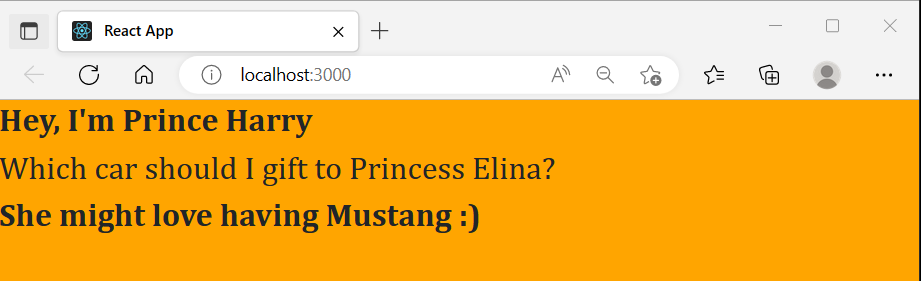 React App
localhost:3000
Hey, I'm Prince Harry
Which car should I gift to Princess Elina?
She might love having Mustang :)